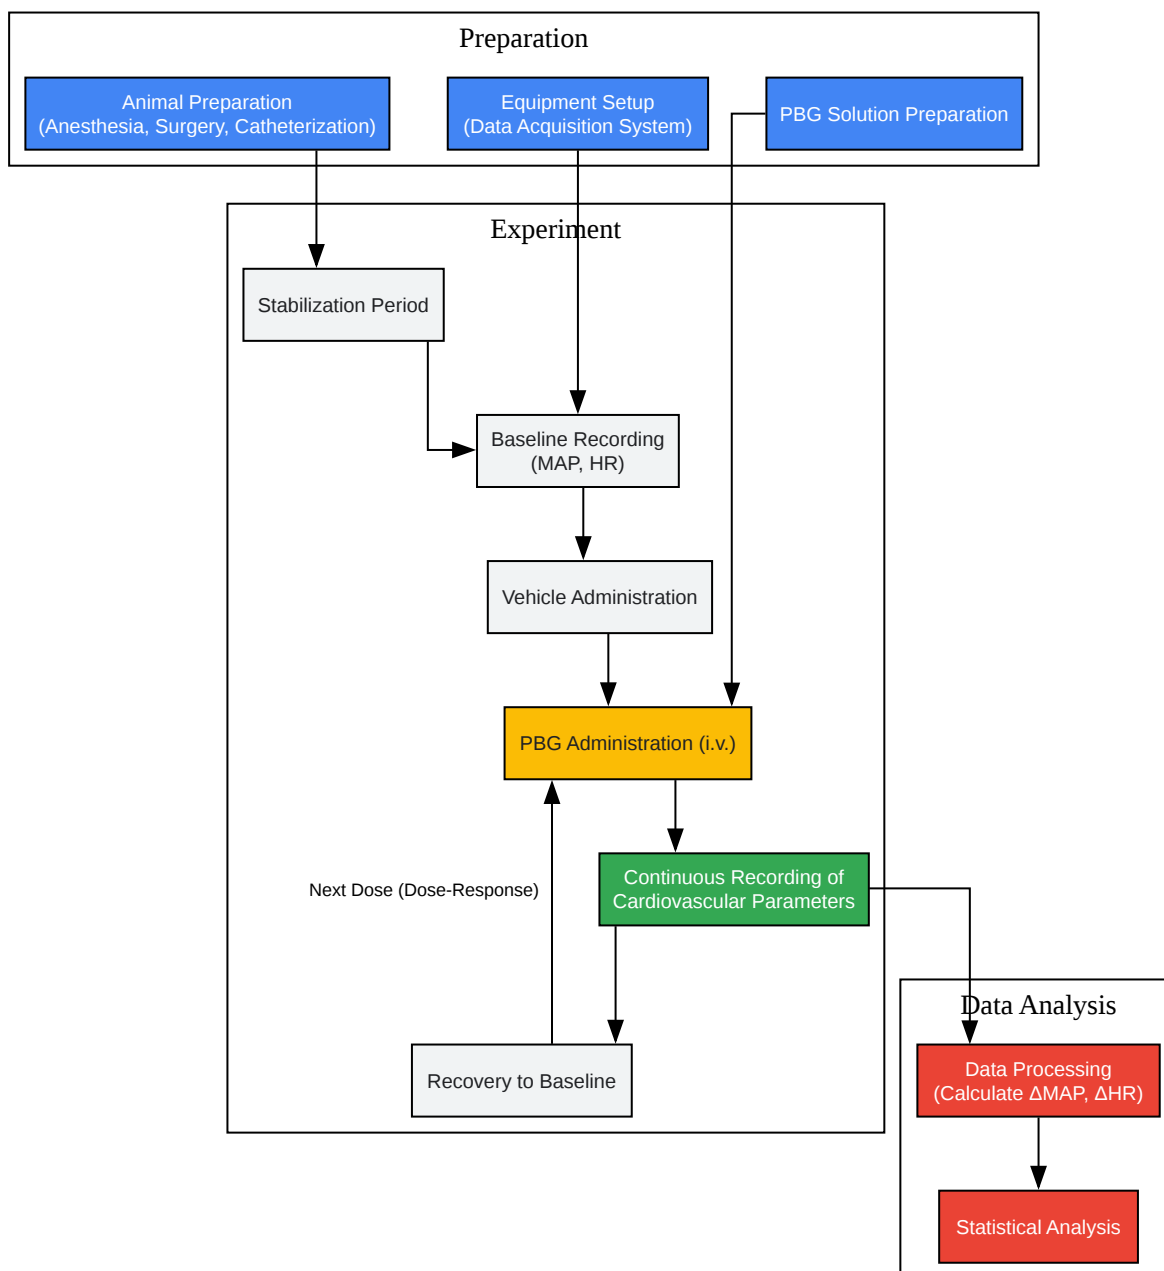 Preparation
Animal Preparation
(Anesthesia, Surgery, Catheterization)
Equipment Setup
(Data Acquisition System)
PBG Solution Preparation
Experiment
Stabilization Period
Baseline Recording
(MAP, HR)
Vehicle Administration
PBG Administration (i.v.)
Next Dose (Dose-Response)
Continuous Recording of
Cardiovascular Parameters
Recovery to Baseline
Data Analysis
Data Processing
(Calculate ΔMAP, ΔHR)
Statistical Analysis